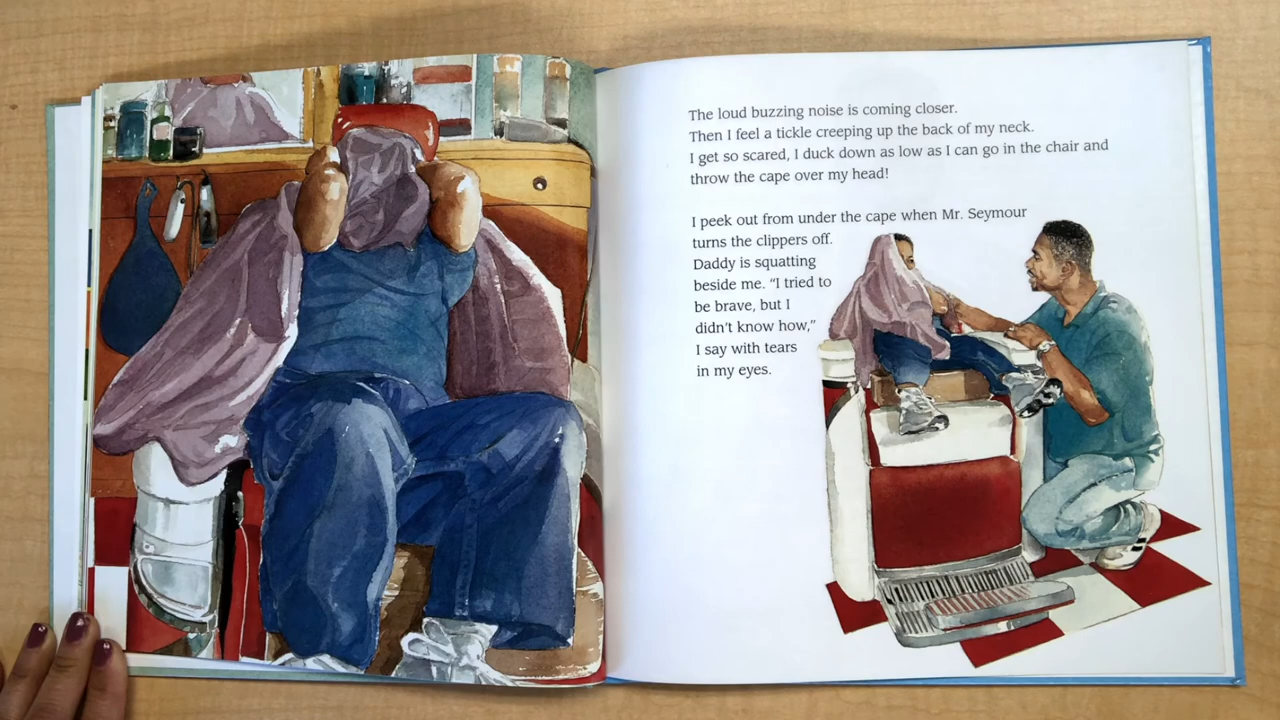 The loud buzzing noise is coming closer.
Then I feel a tickle creeping up the back of my neck.
I get so scared, I duck down as low as I can go in the chair and
throw the cape over my head!
I peek out from under the cape when Mr. Seymour
turns the clippers off.
Daddy is squatting
beside me. “I tried to
be brave, but I
didn’t know how,”
I say with tears
in my eyes.